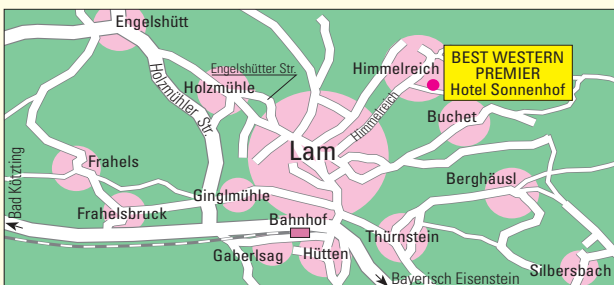 Engelshütt
Engelshütter Str.
Himmelreich
BEST WESTERN
PREMIER
Hotel Sonnenhof
Holzmühle
Holzmühler Str.
Himmelreich
Buchet
Lam
Frahels
Berghäusl
Bad Kötzting
Ginglmühle
Frahelsbruck
Bahnhof
Thürnstein
Gaberlsag
Hütten
Bayerisch Eisenstein
Silbersbach